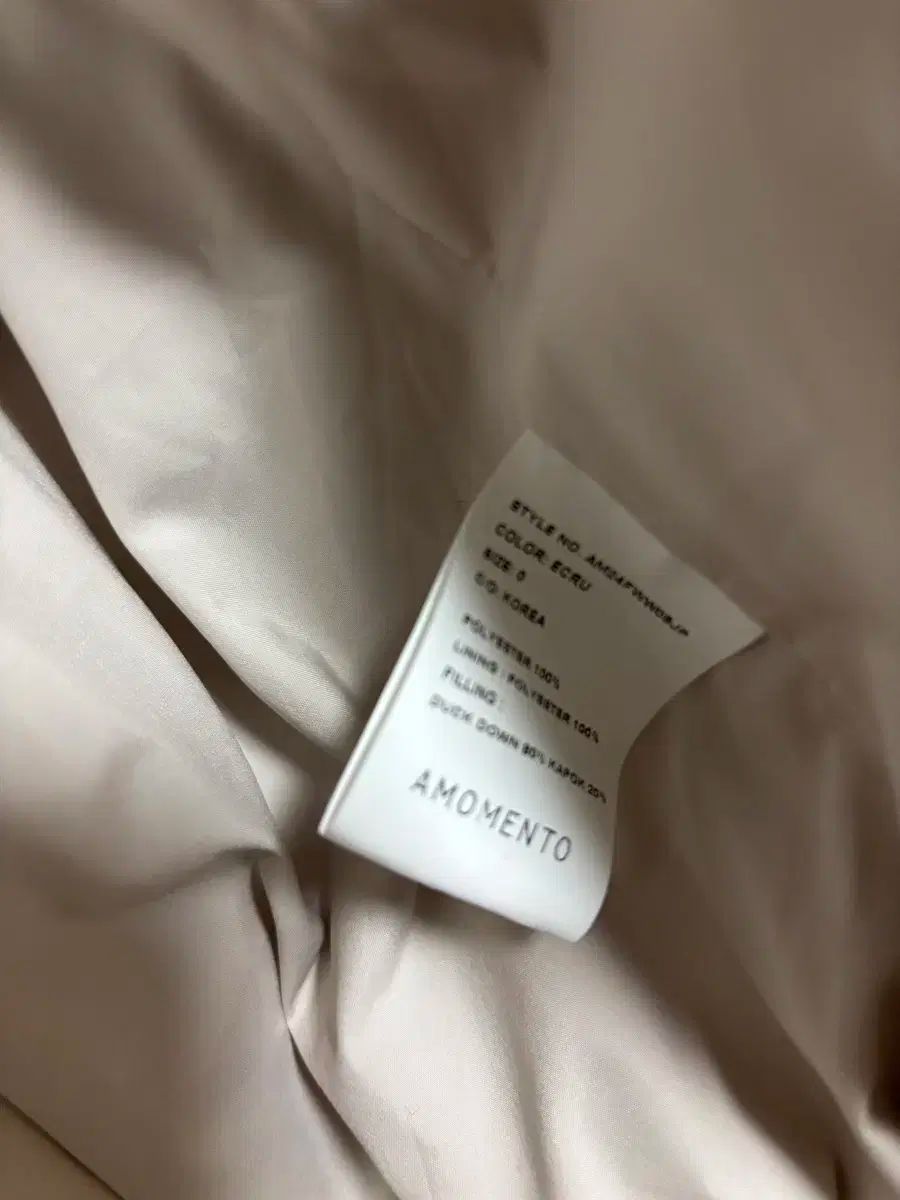 STYLE NO. AM24FWW08JP
COLOR: ECRU
SIZE: 0
C/O: KOREA
POLYESTER 100%
LINING : POLYESTER 100%
FILLING :
DUCK DOWN 80% KAPOK 20%
AMOMENTO